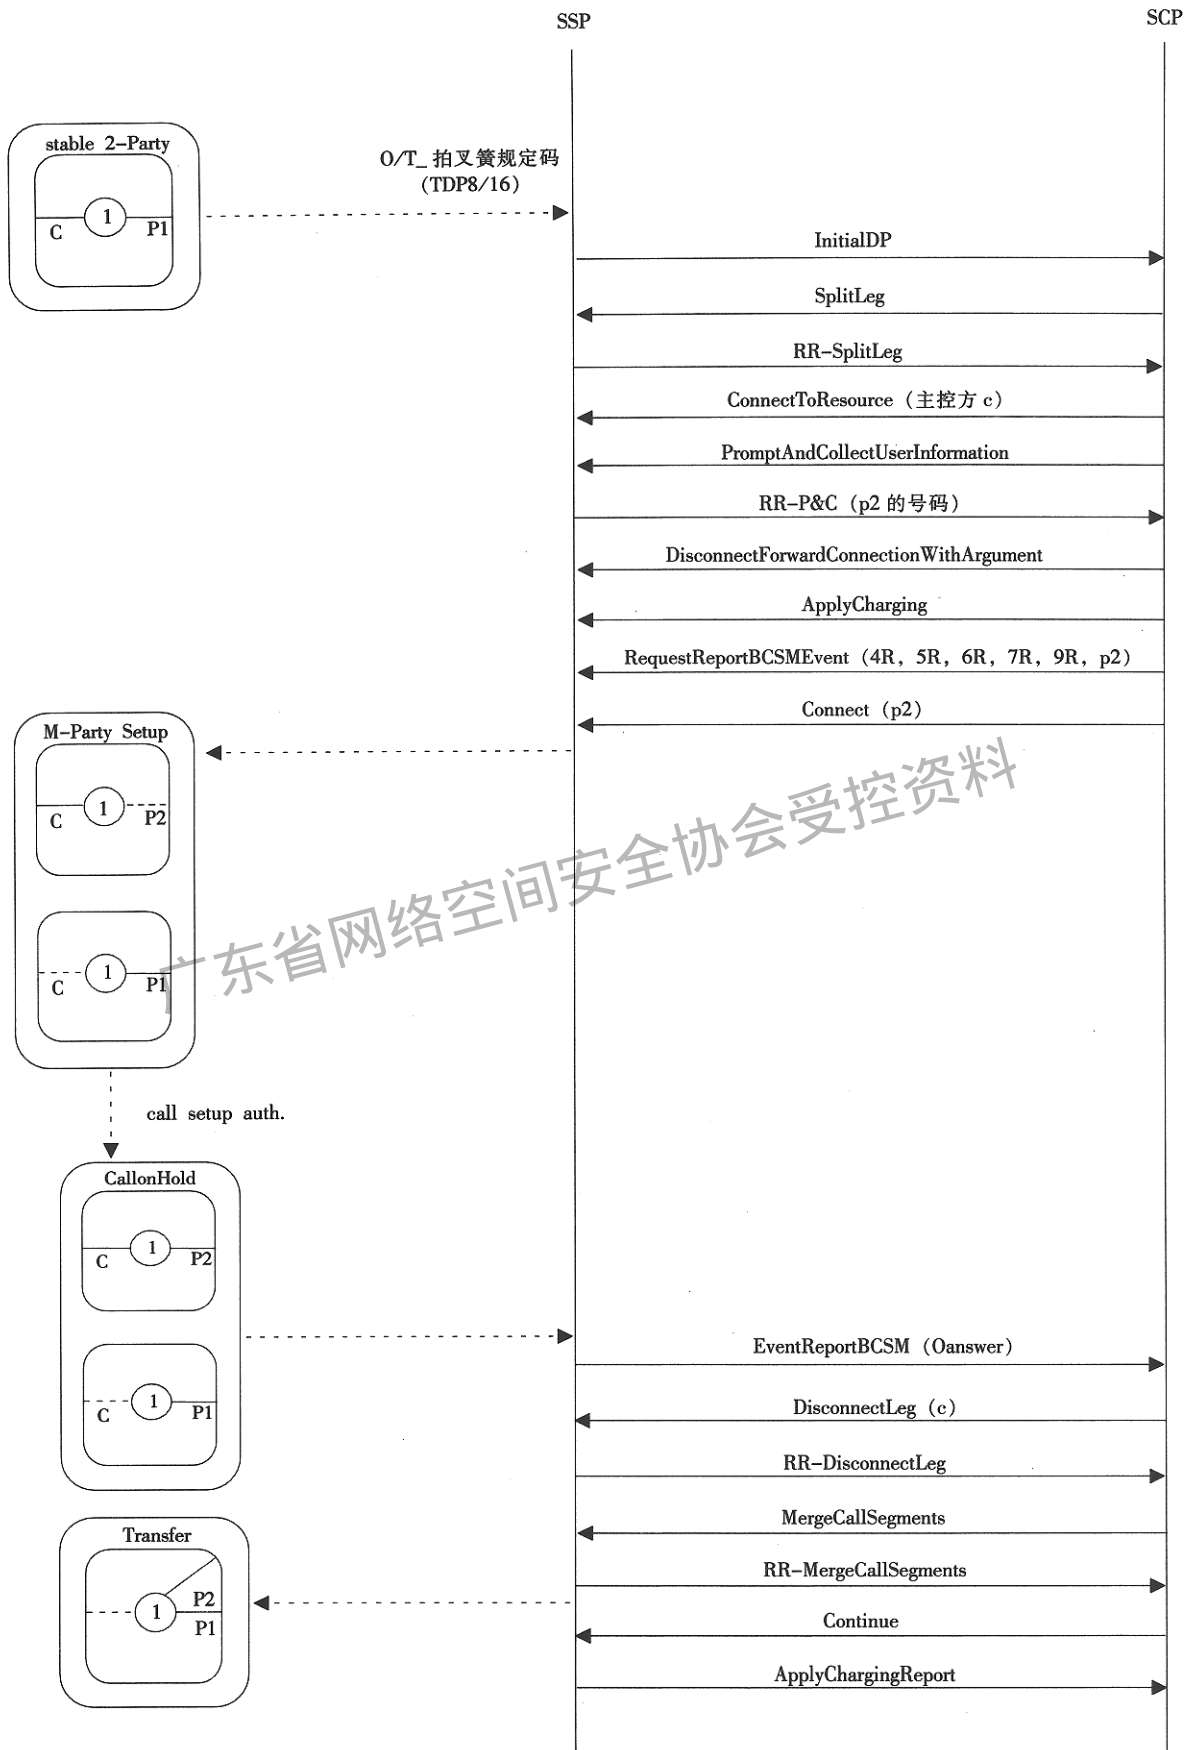 SSP
SCP
stable 2-Party
C
1
P1
O/T_拍叉簧规定码
(TDP8/16)
InitialDP
SplitLeg
RR-SplitLeg
ConnectToResource (主控方 c)
PromptAndCollectUserInformation
RR-P&C (p2 的号码)
DisconnectForwardConnectionWithArgument
ApplyCharging
RequestReportBCSMEvent (4R, 5R, 6R, 7R, 9R, p2)
Connect (p2)
M-Party Setup
C
1
P2
C
1
P1
广东省网络空间安全协会受控资料
call setup auth.
CallonHold
C
1
P2
C
1
P1
EventReportBCSM (Oanswer)
DisconnectLeg (c)
RR-DisconnectLeg
MergeCallSegments
RR-MergeCallSegments
Transfer
1
P2
P1
Continue
ApplyChargingReport